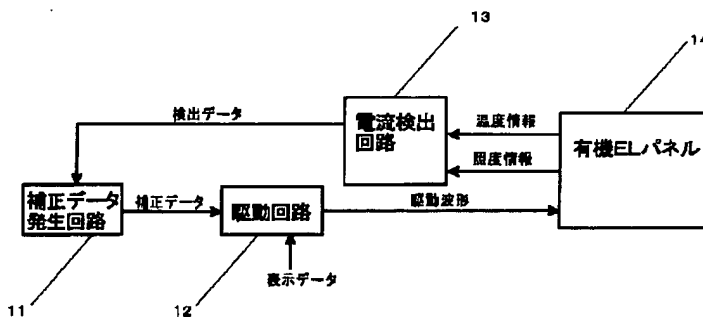 13
14
検出データ
電流検出
回路
温度情報
照度情報
有機ELパネル
補正データ
発生回路
補正データ
駆動回路
駆動波形
表示データ
11
12